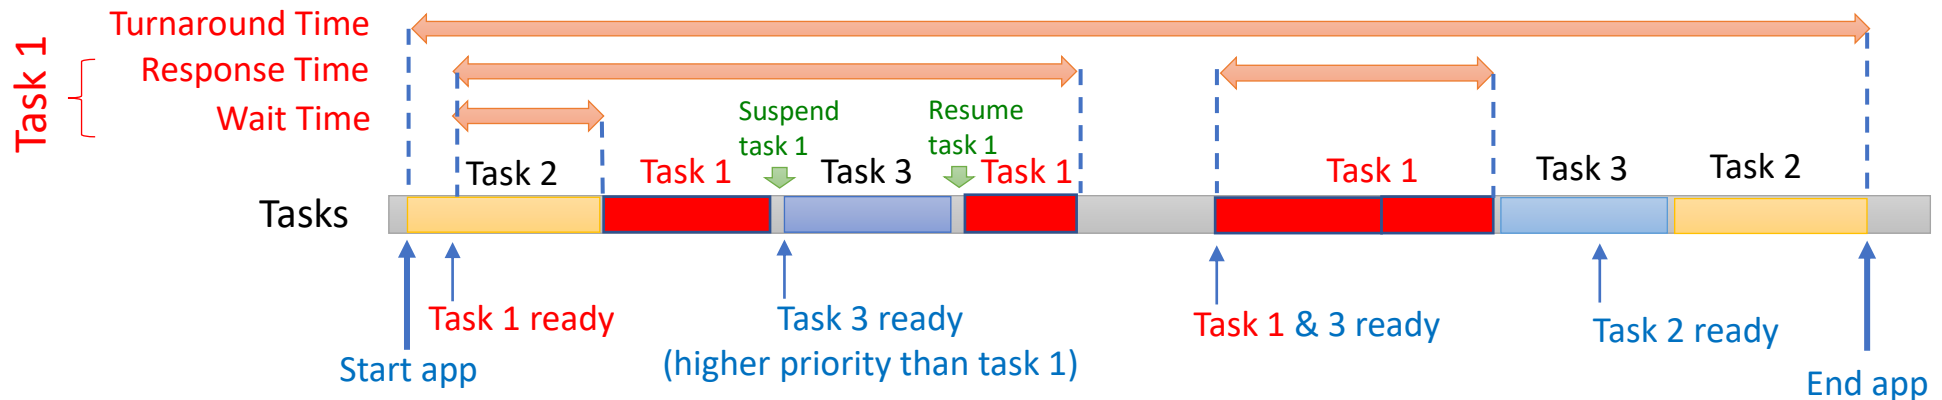 Task 1
Turnaround Time
Response Time
Wait Time
Suspend
task 1
Resume
task 1
Task 2
Task 1
Task 3
Task 1
Task 1
Task 3
Task 2
Tasks
Task 1 ready
Task 3 ready
(higher priority than task 1)
Task 1 & 3 ready
Task 2 ready
Start app
End app